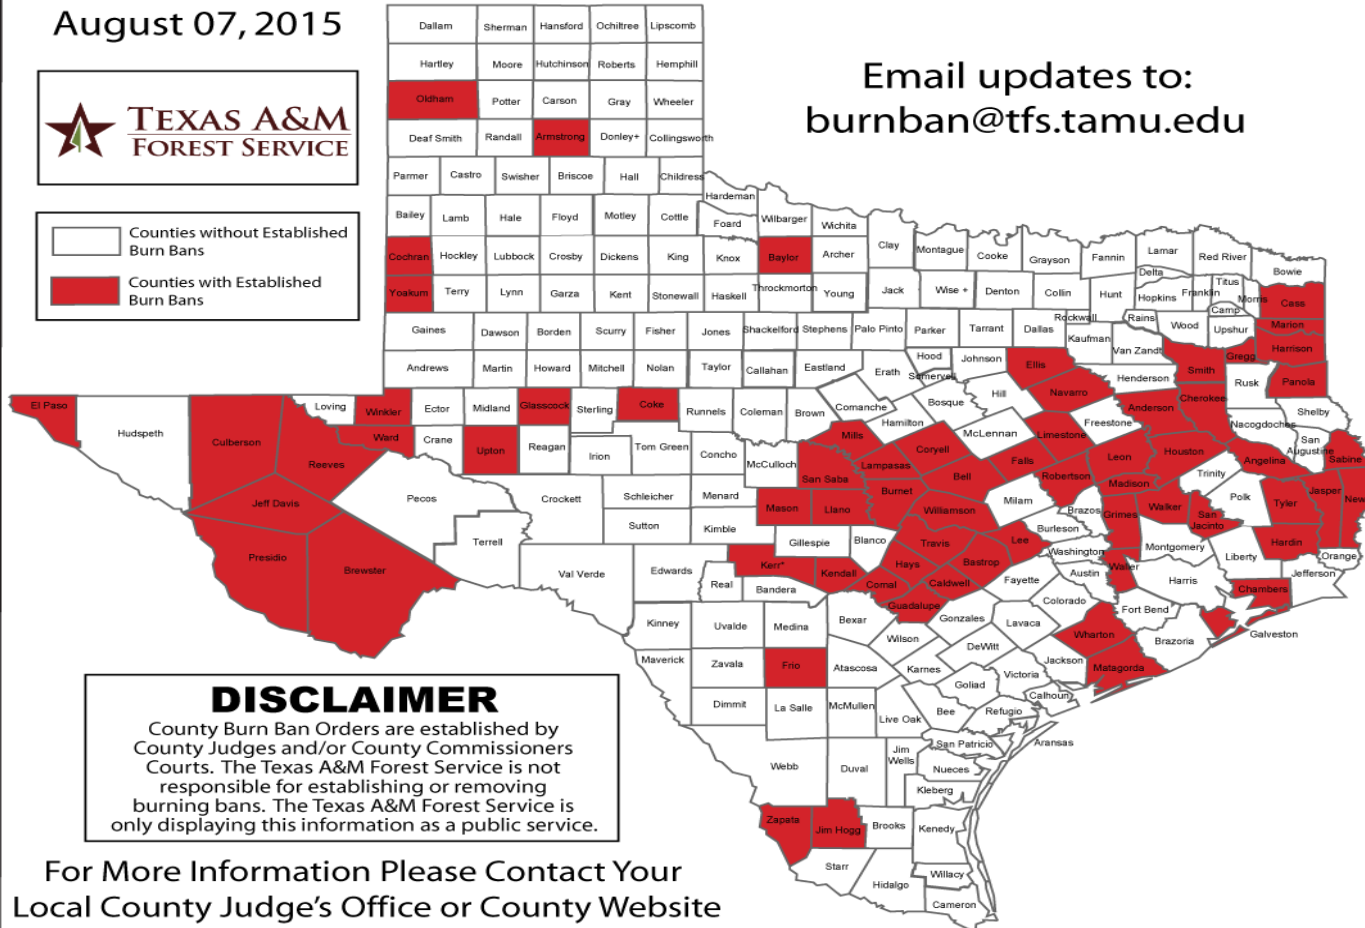 August 07, 2015
TEXAS A&M
FOREST SERVICE
Email updates to:
burnban@tfs.tamu.edu
Counties without Established
Burn Bans
Counties with Established
Burn Bans
Dallam Sherman Hansford Ochiltree Lipscomb
Hartley Moore Hutchinson Roberts Hemphill
Oldham Potter Carson Gray Wheeler
Deaf Smith Randall Armstrong Donley+ Collingsworth
Parmer Castro Swisher Briscoe Hall Childress
Hardeman
Bailey Lamb Hale Floyd Motley Cottle Foard Wilbarger Wichita
Clay Montague Cooke Grayson Fannin Lamar Red River Bowie
Cochran Hockley Lubbock Crosby Dickens King Knox Baylor Archer
Delta Titus
Yoakum Terry Lynn Garza Kent Stonewall Haskell Throckmorton Young Jack Wise + Denton Collin Hunt Hopkins Franklin Morris Cass
Camp
Rockwall Rains Wood Upshur Marion
Gaines Dawson Borden Scurry Fisher Jones Shackelford Stephens Palo Pinto Parker Tarrant Dallas Kaufman Van Zandt Gregg Harrison
Andrews Martin Howard Mitchell Nolan Taylor Callahan Eastland Erath Hood Johnson Ellis Henderson Smith Rusk Panola
Somervell
El Paso Hudspeth Culberson Loving Winkler Ector Midland Glasscock Sterling Coke Runnels Coleman Brown Comanche Bosque Hill Navarro Anderson Cherokee Shelby
Hamilton McLennan Freestone Nacogdoches
Reeves Ward Crane Upton Reagan Irion Tom Green Concho McCulloch Mills Coryell Limestone San
Augustine Sabine
San Saba Lampasas Bell Falls Leon Houston Angelina
Jeff Davis Pecos Crockett Schleicher Menard Mason Llano Burnet Williamson Milam Robertson Madison Trinity Polk Tyler Jasper New
Sutton Kimble Brazos Grimes Walker San
Jacinto
Presidio Brewster Terrell Val Verde Edwards Gillespie Blanco Travis Lee Burleson Washington Montgomery Liberty Hardin Orange
Real Kerr* Kendall Hays Bastrop Waller Jefferson
Bandera Comal Caldwell Fayette Austin Harris Chambers
Kinney Uvalde Medina Bexar Guadalupe Gonzales Lavaca Colorado Fort Bend
Wilson Wharton Brazoria Galveston
Maverick Zavala Frio Atascosa Karnes DeWitt Jackson Matagorda
Dimmit La Salle McMullen Live Oak Goliad Victoria Calhoun
Bee Refugio
Webb Duval Jim
Wells San Patricio Aransas
Nueces
Kleberg
Zapata Jim Hogg Brooks Kenedy
Starr Hidalgo Willacy
Cameron
DISCLAIMER
County Burn Ban Orders are established by
County Judges and/or County Commissioners
Courts. The Texas A&M Forest Service is not
responsible for establishing or removing
burning bans. The Texas A&M Forest Service is
only displaying this information as a public service.
For More Information Please Contact Your
Local County Judge's Office or County Website